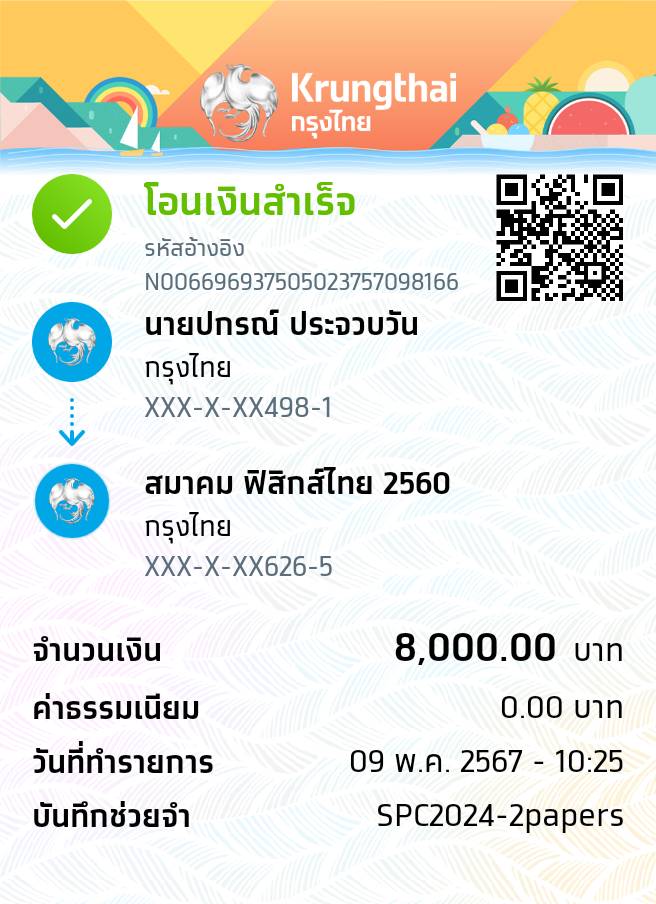 Krungthai
กรุงไทย
โอนเงินสำเร็จ
รหัสอ้างอิง
N006696937505023757098166
นายปกรณ์ ประจวบวัน
กรุงไทย
XXX-X-XX498-1
สมาคม ฟิสิกส์ไทย 2560
กรุงไทย
XXX-X-XX626-5
จำนวนเงิน 8,000.00 บาท
ค่าธรรมเนียม 0.00 บาท
วันที่ทำรายการ 09 พ.ค. 2567 - 10:25
บันทึกช่วยจำ SPC2024-2papers